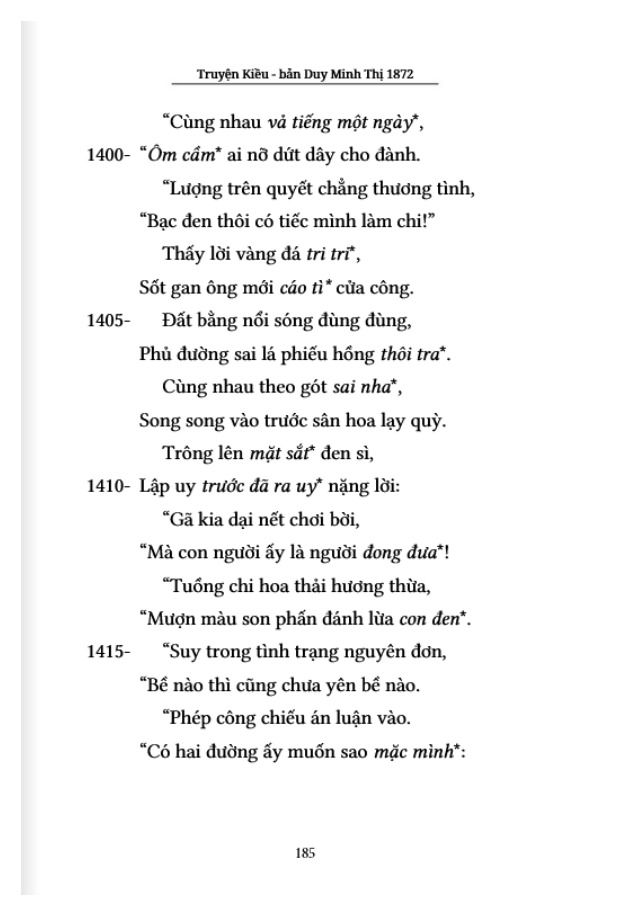 Truyện Kiều - bản Duy Minh Thị 1872
“Cùng nhau vả tiếng một ngày*,
1400- “Ôm cầm* ai nỡ dứt dây cho đành.
“Lượng trên quyết chẳng thương tình,
“Bạc đen thôi có tiếc mình làm chi!”
Thấy lời vàng đá tri tri*,
Sốt gan ông mới cáo tì* cửa công.
1405- Đất bằng nổi sóng đùng đùng,
Phủ đường sai lá phiếu hồng thôi tra*.
Cùng nhau theo gót sai nha*,
Song song vào trước sân hoa lạy quỳ.
Trông lên mặt sắt* đen sì,
1410- Lập uy trước đã ra uy* nặng lời:
“Gã kia dại nết chơi bời,
“Mà con người ấy là người đong đưa*!
“Tuồng chi hoa thải hương thừa,
“Mượn màu son phấn đánh lừa con đen*.
1415- “Suy trong tình trạng nguyên đơn,
“Bề nào thì cũng chưa yên bề nào.
“Phép công chiếu án luận vào.
“Có hai đường ấy muốn sao mặc mình*:
185